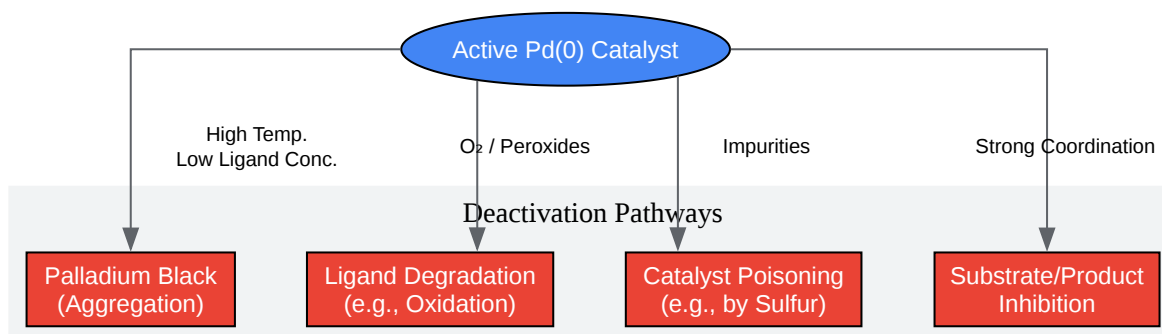 Active Pd(0) Catalyst
High Temp.
Low Ligand Conc.
O₂ / Peroxides
Impurities
Strong Coordination
Deactivation Pathways
Palladium Black
(Aggregation)
Ligand Degradation
(e.g., Oxidation)
Catalyst Poisoning
(e.g., by Sulfur)
Substrate/Product
Inhibition